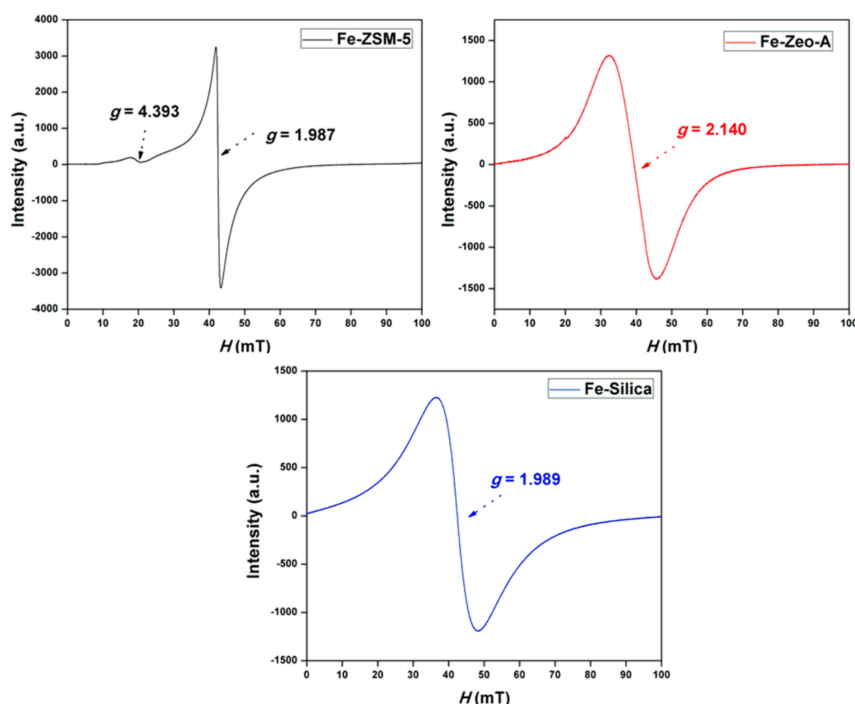 Fe-ZSM-5
4000
3000
2000
1000
0
-1000
-2000
-3000
-4000
Intensity (a.u.)
g = 4.393
g = 1.987
0 10 20 30 40 50 60 70 80 90 100
H (mT)
Fe-Zeo-A
1500
1000
500
0
-500
-1000
-1500
Intensity (a.u.)
g = 2.140
0 10 20 30 40 50 60 70 80 90 100
H (mT)
Fe-Silica
1500
1000
500
0
-500
-1000
-1500
Intensity (a.u.)
g = 1.989
0 10 20 30 40 50 60 70 80 90 100
H (mT)